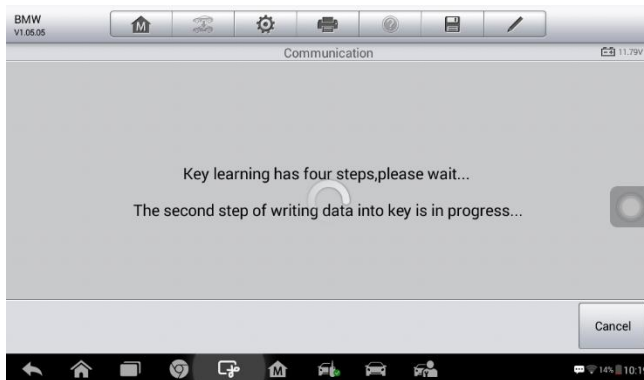 BMW
V1.05.05
M
Communication
11.79V
Key learning has four steps,please wait...
The second step of writing data into key is in progress...
Cancel
M
14%